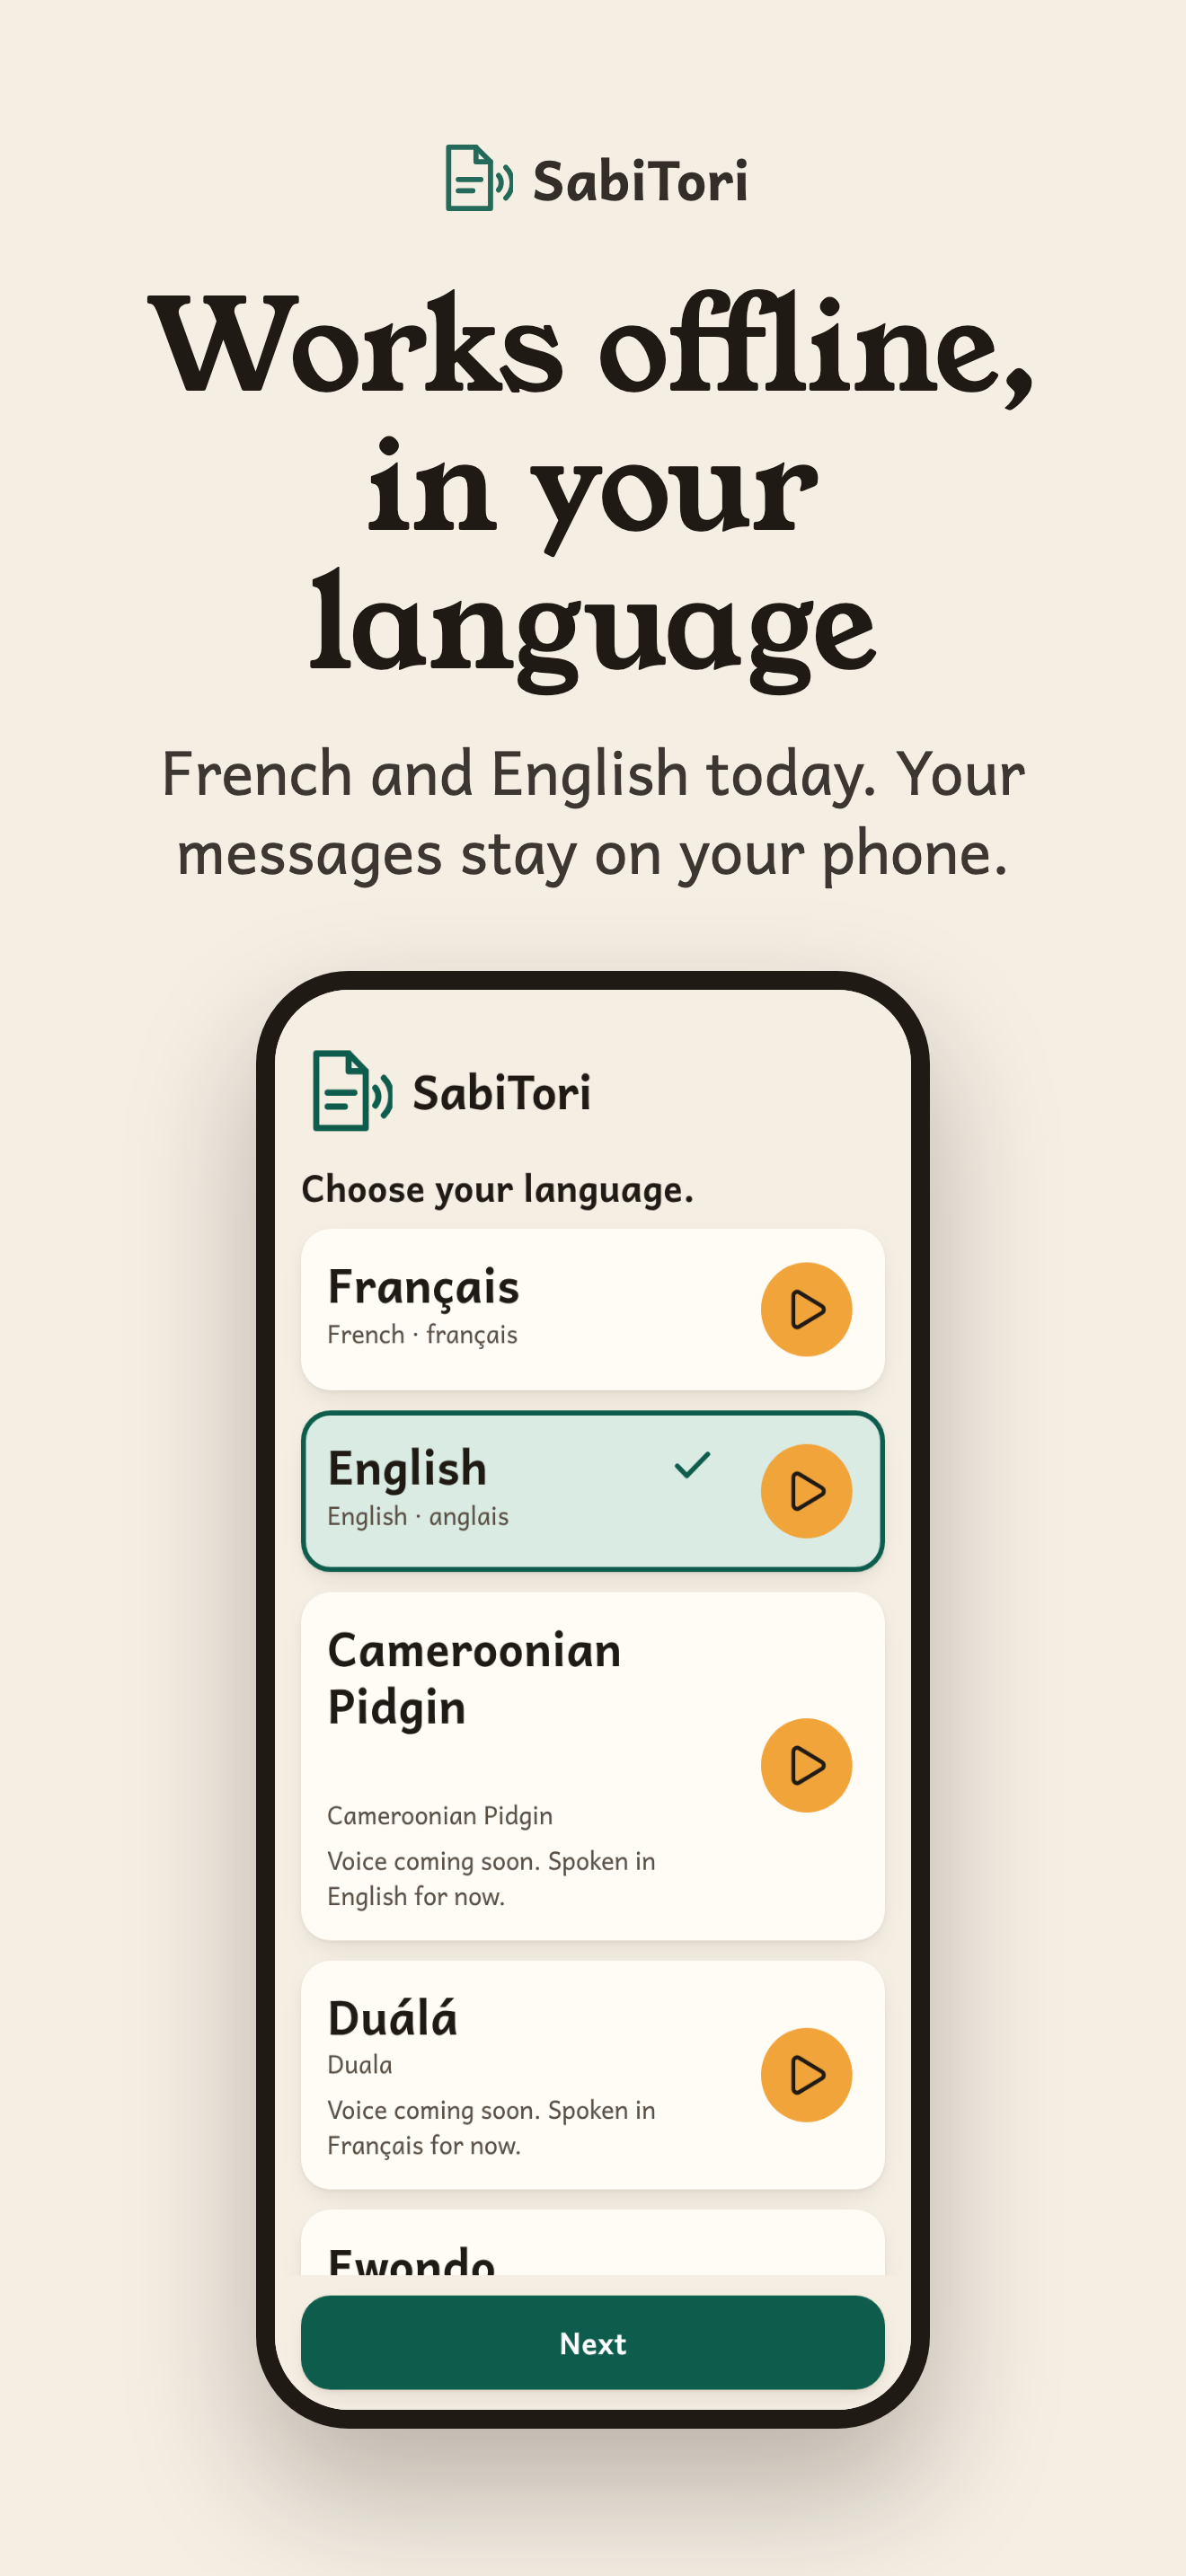 SabiTori
Works offline,
in your
language
French and English today. Your
messages stay on your phone.
SabiTori
Choose your language.
Français
French · français
English
English · anglais
Cameroonian
Pidgin
Cameroonian Pidgin
Voice coming soon. Spoken in
English for now.
Duálá
Duala
Voice coming soon. Spoken in
Français for now.
Ewondo
Next